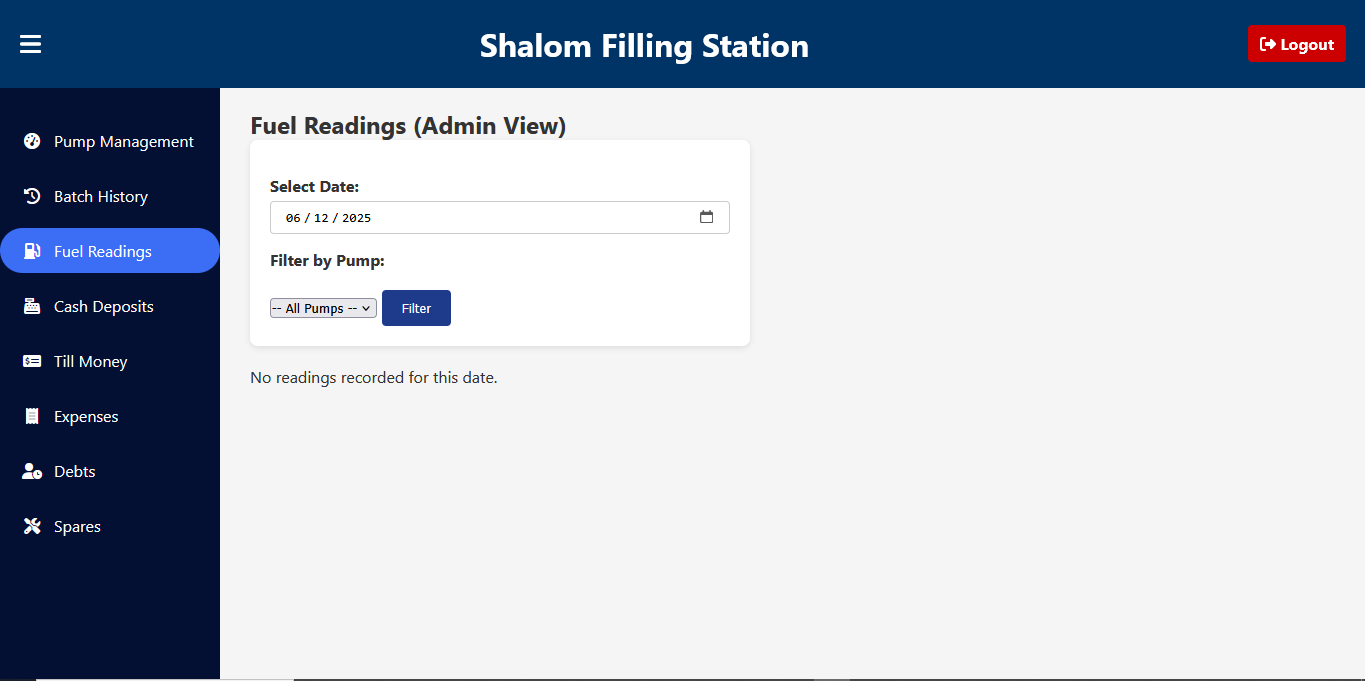 Shalom Filling Station
Logout
Pump Management
Batch History
Fuel Readings
Cash Deposits
Till Money
Expenses
Debts
Spares
Fuel Readings (Admin View)
Select Date:
06 / 12 / 2025
Filter by Pump:
-- All Pumps --
Filter
No readings recorded for this date.